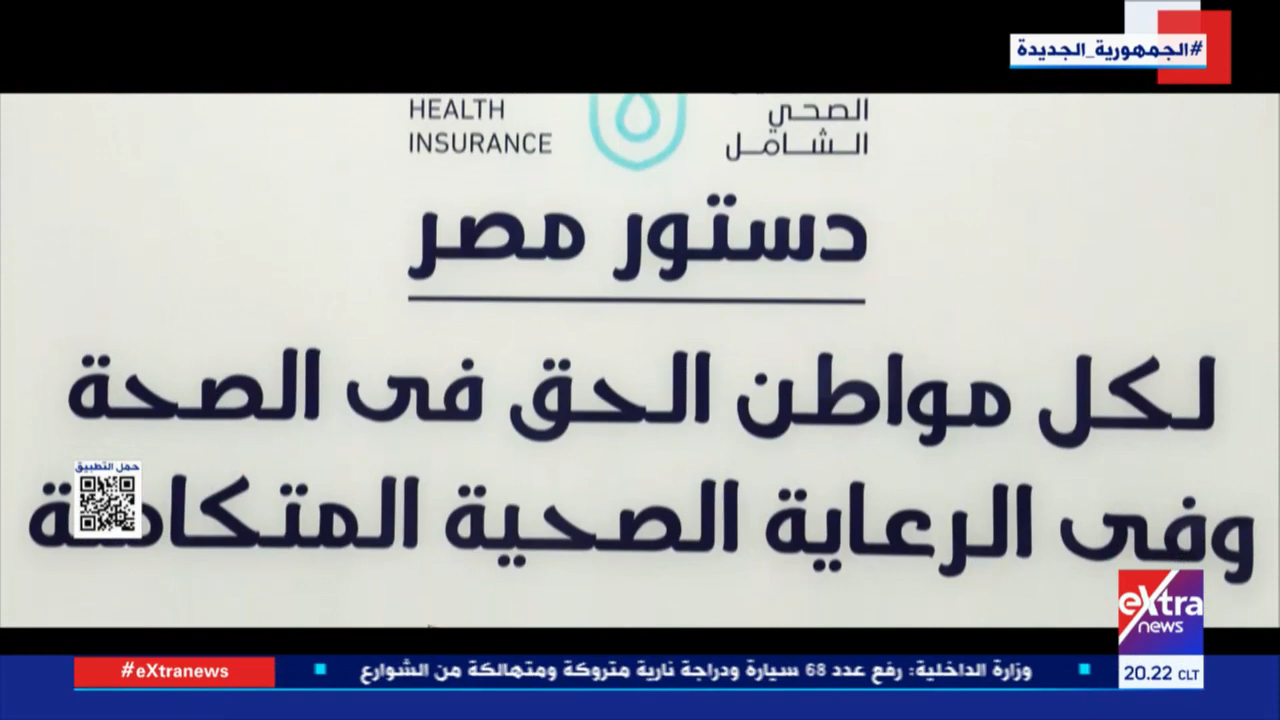 #الجمهورية_الجديدة
HEALTH
INSURANCE
الصحي
الشامل
دستور مصر
لكل مواطن الحق فى الصحة
وفى الرعاية الصحية المتكاملة
حمل التطبيق
eXtra
news
20.22 CLT
وزارة الداخلية: رفع عدد 68 سيارة ودراجة نارية متروكة ومتهالكة من الشوارع
#eXtranews